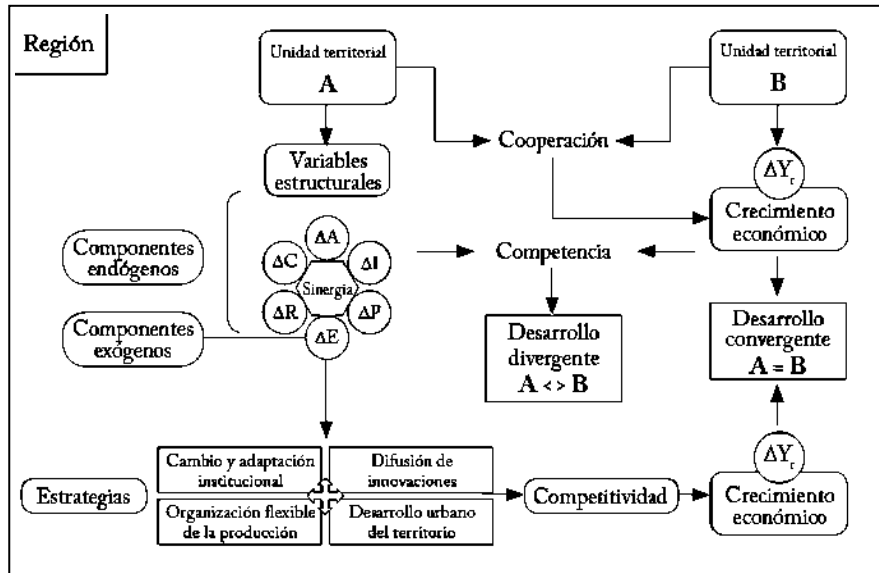 Región
Unidad territorial
A
Unidad territorial
B
Cooperación
Variables
estructurales
ΔYr
Crecimiento
económico
Componentes
endógenos
ΔA
ΔC
ΔI
Sinergia
ΔR
ΔP
ΔE
Competencia
Componentes
exógenos
Desarrollo
divergente
A <> B
Desarrollo
convergente
A = B
Estrategias
Cambio y adaptación
institucional
Difusión de
innovaciones
Organización flexible
de la producción
Desarrollo urbano
del territorio
Competitividad
ΔYr
Crecimiento
económico